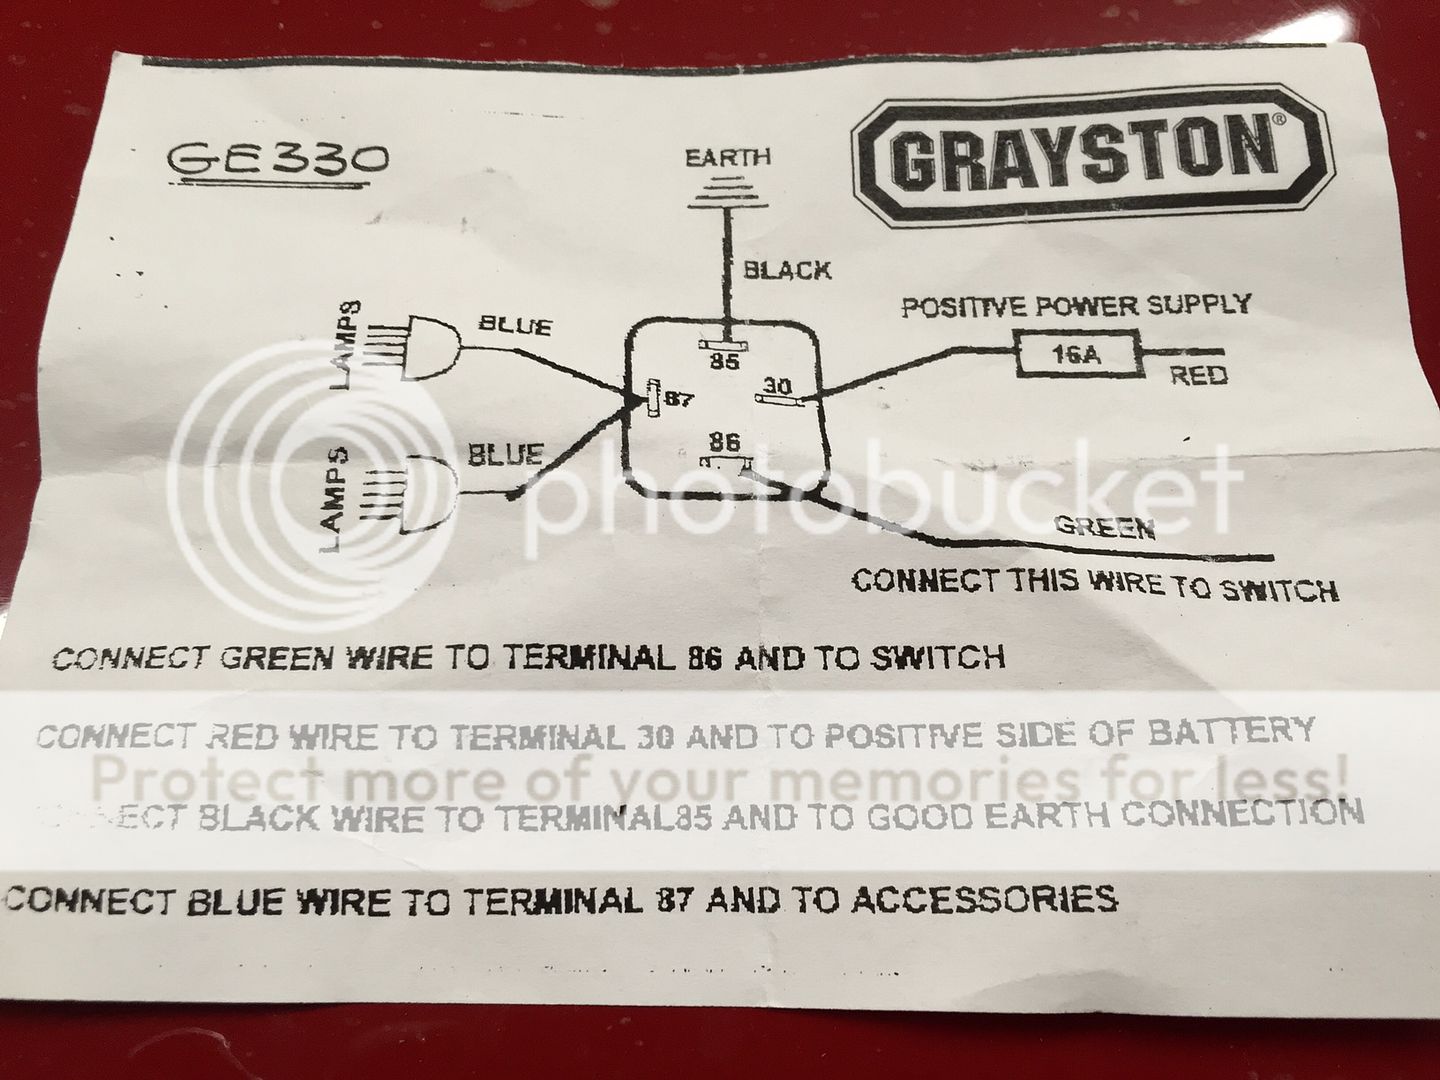 GE330
GRAYSTON®
EARTH
BLACK
POSITIVE POWER SUPPLY
16A
RED
LAMPS
BLUE
85
30
87
86
LAMPS
BLUE
GREEN
CONNECT THIS WIRE TO SWITCH
photobucket
CONNECT GREEN WIRE TO TERMINAL 86 AND TO SWITCH
CONNECT RED WIRE TO TERMINAL 30 AND TO POSITIVE SIDE OF BATTERY
Protect more of your memories for less!
CONNECT BLACK WIRE TO TERMINAL85 AND TO GOOD EARTH CONNECTION
CONNECT BLUE WIRE TO TERMINAL 87 AND TO ACCESSORIES